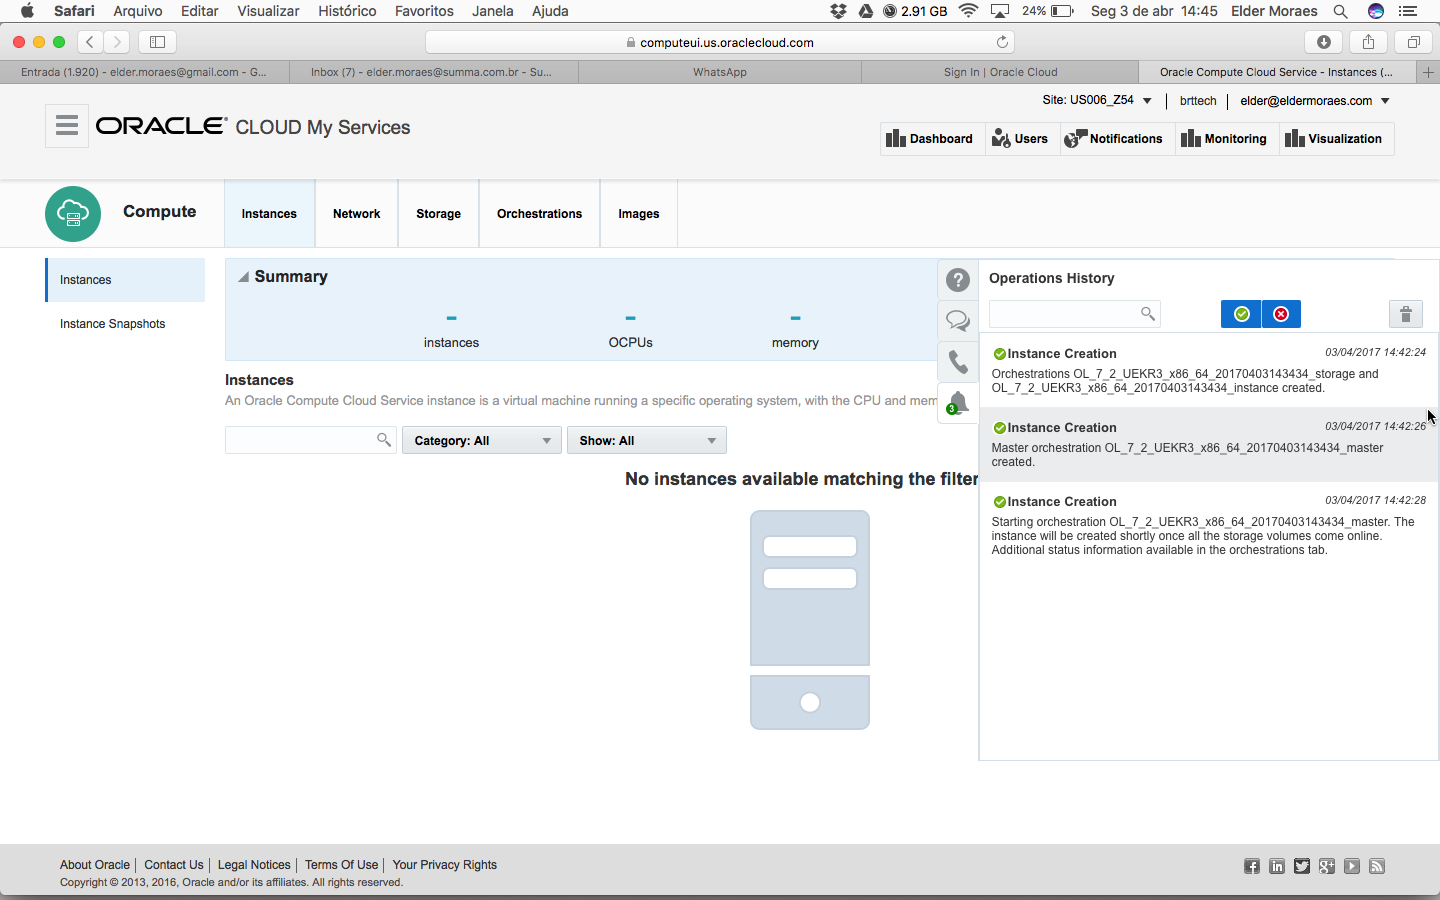 Safari Arquivo Editar Visualizar Histórico Favoritos Janela Ajuda 2.91 GB 24% Seg 3 de abr 14:45 Elder Moraes
computeui.us.oraclecloud.com
Entrada (1.920) - elder.moraes@gmail.com - G... Inbox (7) - elder.moraes@summa.com.br - Su... WhatsApp Sign In | Oracle Cloud Oracle Compute Cloud Service - Instances (...
Site: US006_Z54 brttech elder@eldermoraes.com
ORACLE CLOUD My Services
Dashboard Users Notifications Monitoring Visualization
Compute Instances Network Storage Orchestrations Images
Instances
Instance Snapshots
Summary
- - -
instances OCPUs memory
Instances
An Oracle Compute Cloud Service instance is a virtual machine running a specific operating system, with the CPU and mem
Category: All Show: All
No instances available matching the filter
3
Operations History
Instance Creation 03/04/2017 14:42:24
Orchestrations OL_7_2_UEKR3_x86_64_20170403143434_storage and
OL_7_2_UEKR3_x86_64_20170403143434_instance created.
Instance Creation 03/04/2017 14:42:26
Master orchestration OL_7_2_UEKR3_x86_64_20170403143434_master
created.
Instance Creation 03/04/2017 14:42:28
Starting orchestration OL_7_2_UEKR3_x86_64_20170403143434_master. The
instance will be created shortly once all the storage volumes come online.
Additional status information available in the orchestrations tab.
About Oracle Contact Us Legal Notices Terms Of Use Your Privacy Rights
Copyright © 2013, 2016, Oracle and/or its affiliates. All rights reserved.